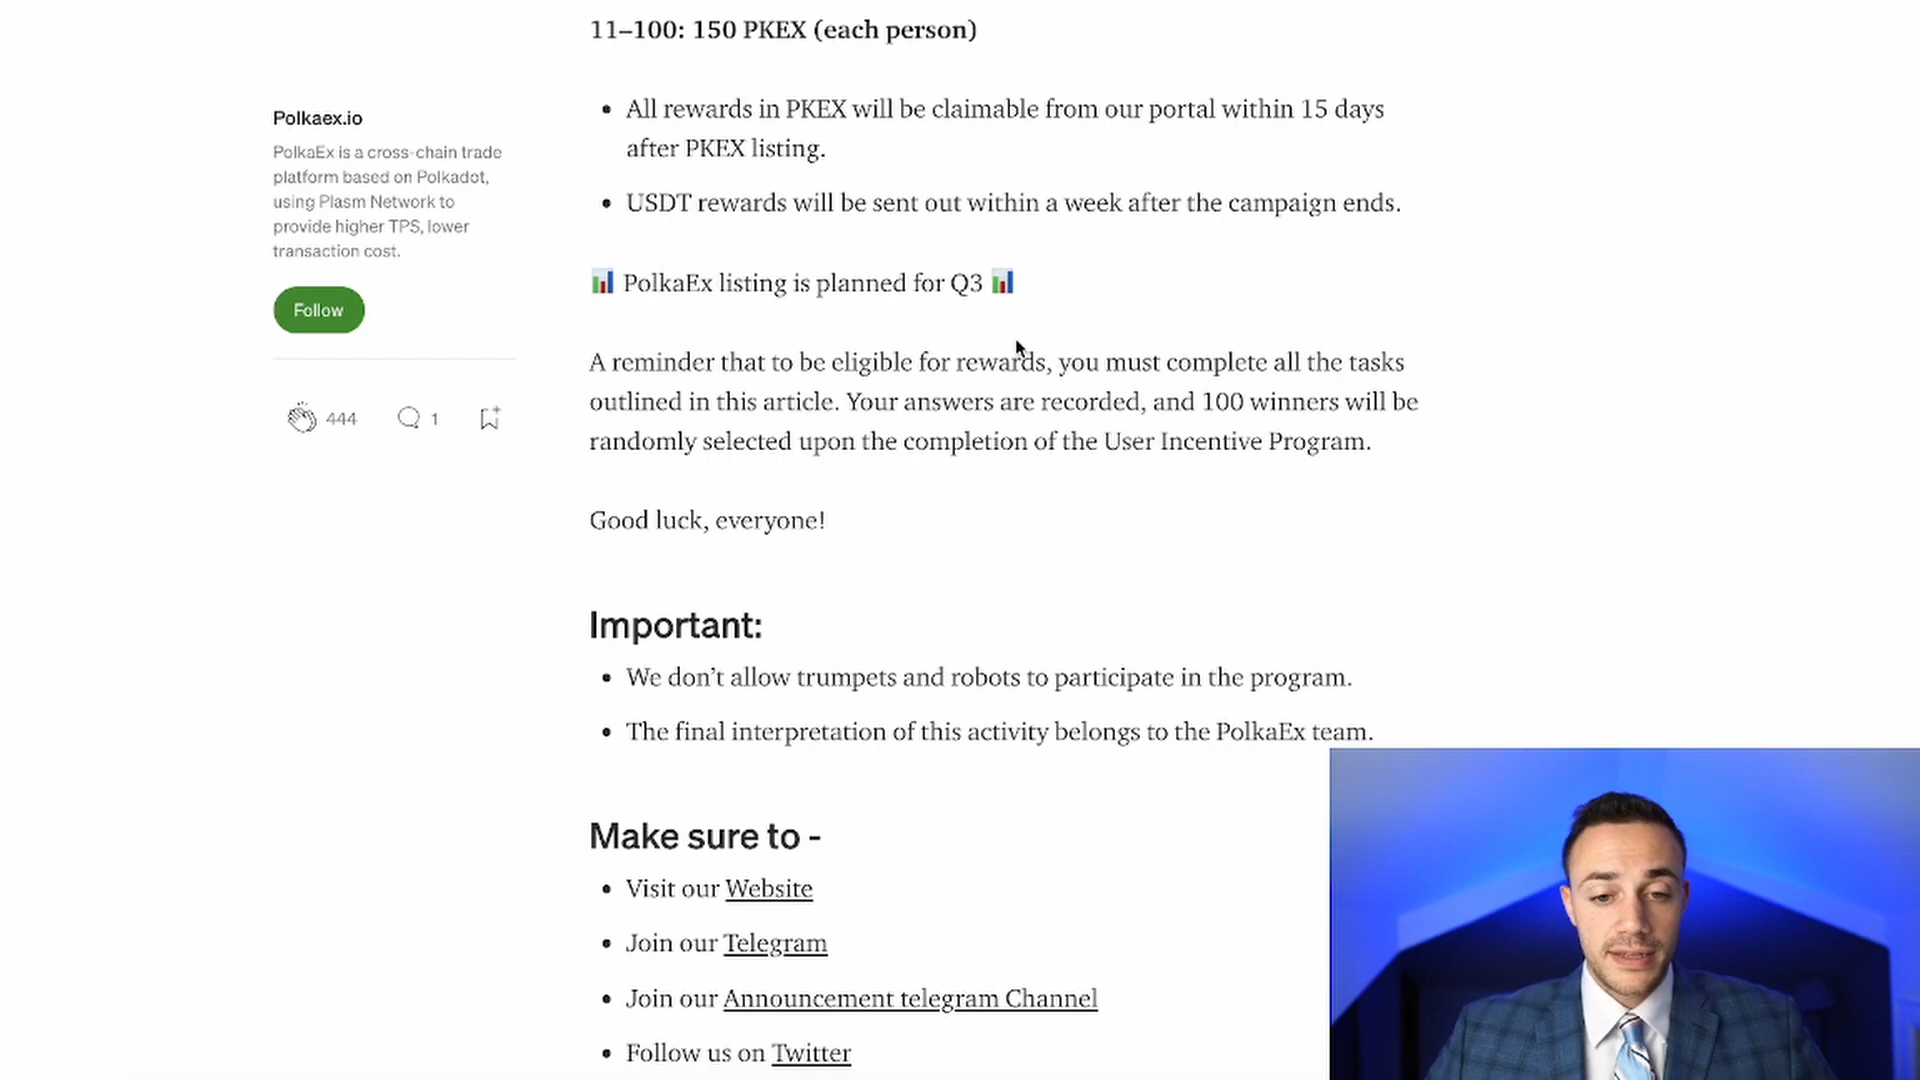 11–100: 150 PKEX (each person)
Polkaex.io
PolkaEx is a cross-chain trade
platform based on Polkadot,
using Plasm Network to
provide higher TPS, lower
transaction cost.
Follow
444
1
• All rewards in PKEX will be claimable from our portal within 15 days
after PKEX listing.
• USDT rewards will be sent out within a week after the campaign ends.
📊 PolkaEx listing is planned for Q3 📊
A reminder that to be eligible for rewards, you must complete all the tasks
outlined in this article. Your answers are recorded, and 100 winners will be
randomly selected upon the completion of the User Incentive Program.
Good luck, everyone!
Important:
• We don’t allow trumpets and robots to participate in the program.
• The final interpretation of this activity belongs to the PolkaEx team.
Make sure to -
• Visit our Website
• Join our Telegram
• Join our Announcement telegram Channel
• Follow us on Twitter